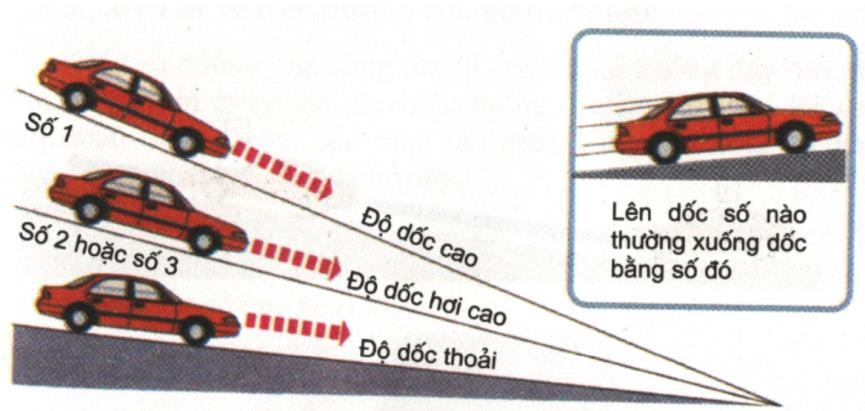 Số 1
Độ dốc cao
Số 2 hoặc số 3
Độ dốc hơi cao
Độ dốc thoải
Lên dốc số nào
thường xuống dốc
bằng số đó